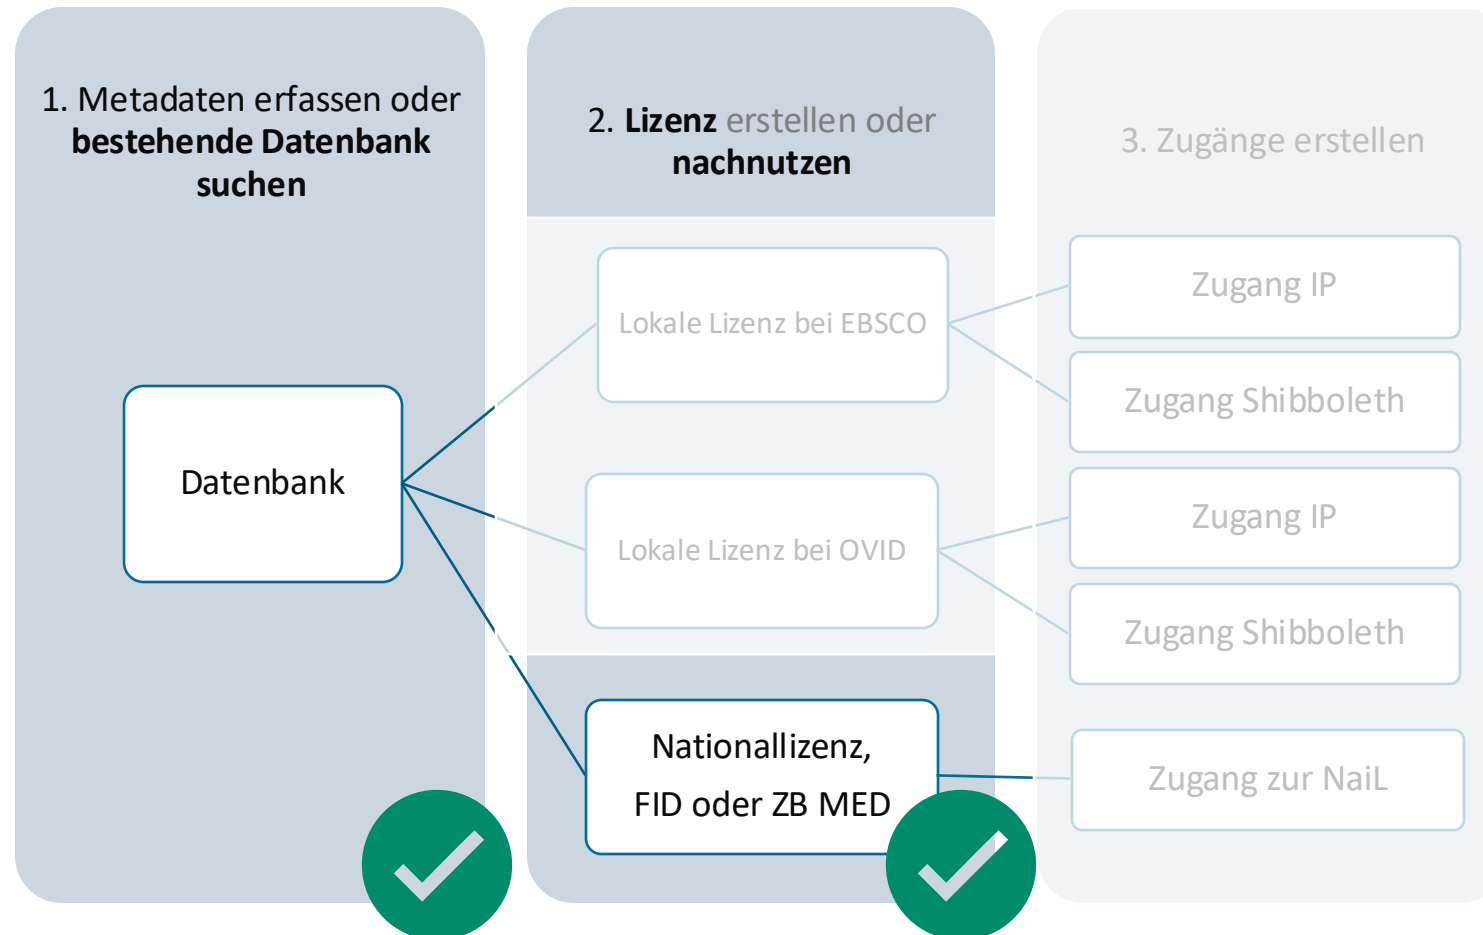 1. Metadaten erfassen oder
bestehende Datenbank
suchen
Datenbank
2. Lizenz erstellen oder
nachnutzen
Lokale Lizenz bei EBSCO
Lokale Lizenz bei OVID
Nationallizenz,
FID oder ZB MED
3. Zugänge erstellen
Zugang IP
Zugang Shibboleth
Zugang IP
Zugang Shibboleth
Zugang zur NaiL